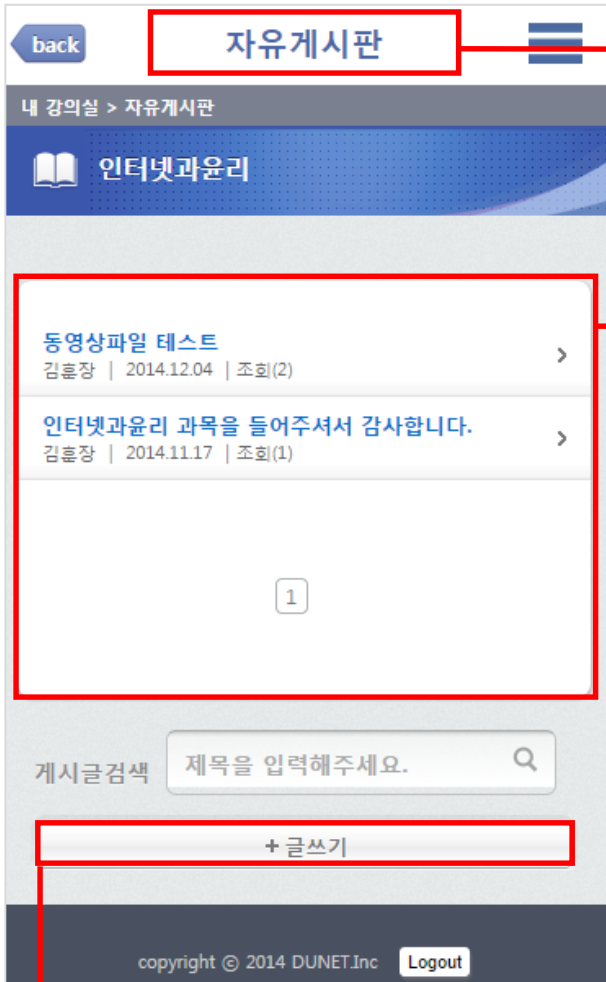 back
자유게시판
내 강의실 > 자유게시판
인터넷과윤리
동영상파일 테스트
김훈장 | 2014.12.04 | 조회(2)
인터넷과윤리 과목을 들어주셔서 감사합니다.
김훈장 | 2014.11.17 | 조회(1)
1
게시글검색 제목을 입력해주세요.
+ 글쓰기
copyright ⓒ 2014 DUNET.Inc Logout